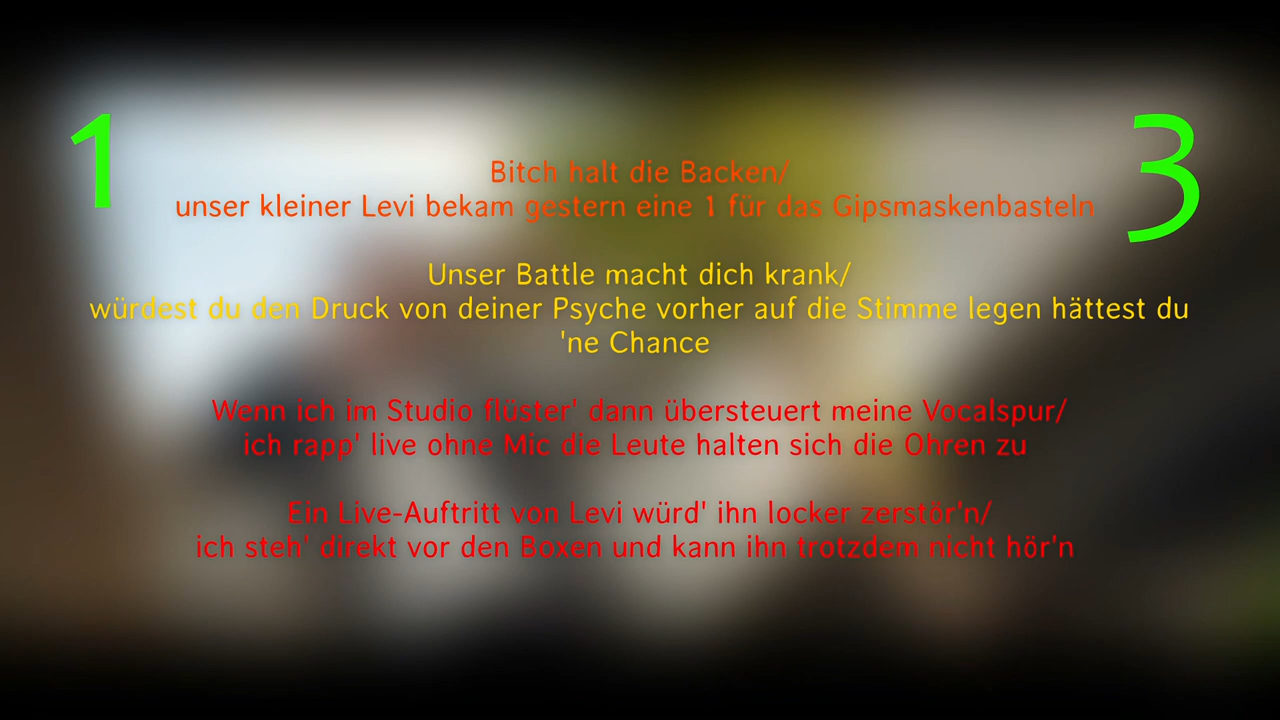 1
3
Bitch halt die Backen/
unser kleiner Levi bekam gestern eine 1 für das Gipsmaskenbasteln
Unser Battle macht dich krank/
würdest du den Druck von deiner Psyche vorher auf die Stimme legen hättest du
'ne Chance
Wenn ich im Studio flüster' dann übersteuert meine Vocalspur/
ich rapp' live ohne Mic die Leute halten sich die Ohren zu
Ein Live-Auftritt von Levi würd' ihn locker zerstör'n/
ich steh' direkt vor den Boxen und kann ihn trotzdem nicht hör'n